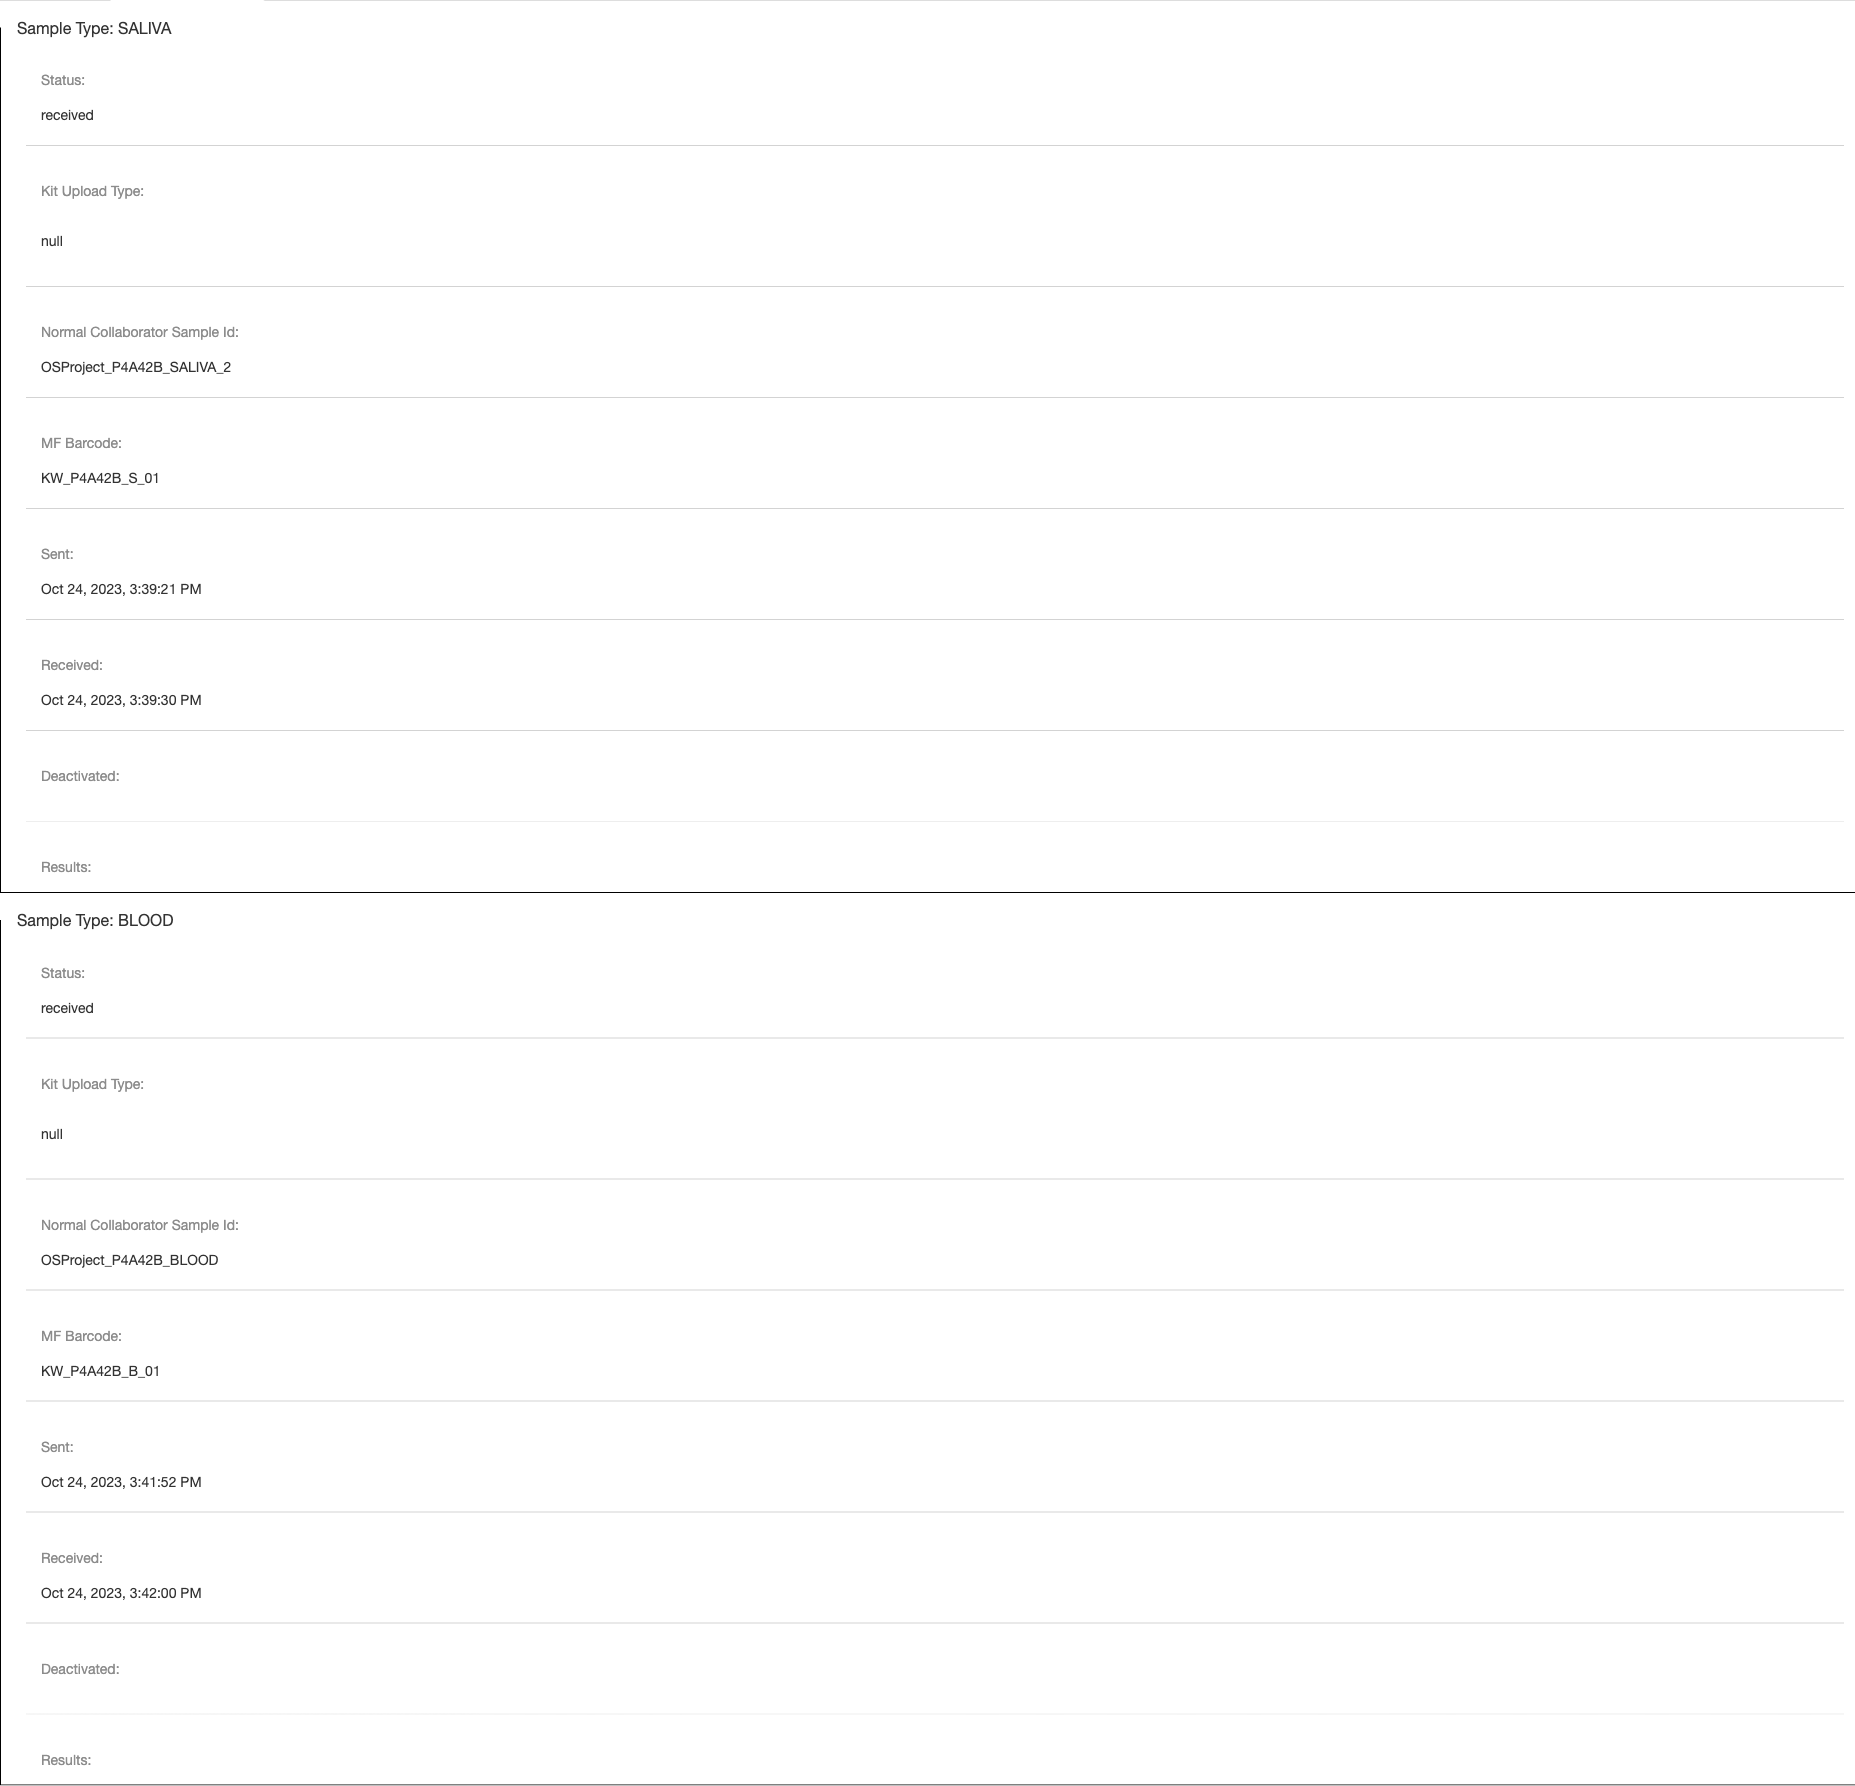 Sample Type: SALIVA
Status:
received
Kit Upload Type:
null
Normal Collaborator Sample Id:
OSProject_P4A42B_SALIVA_2
MF Barcode:
KW_P4A42B_S_01
Sent:
Oct 24, 2023, 3:39:21 PM
Received:
Oct 24, 2023, 3:39:30 PM
Deactivated:
Results:
Sample Type: BLOOD
Status:
received
Kit Upload Type:
null
Normal Collaborator Sample Id:
OSProject_P4A42B_BLOOD
MF Barcode:
KW_P4A42B_B_01
Sent:
Oct 24, 2023, 3:41:52 PM
Received:
Oct 24, 2023, 3:42:00 PM
Deactivated:
Results: